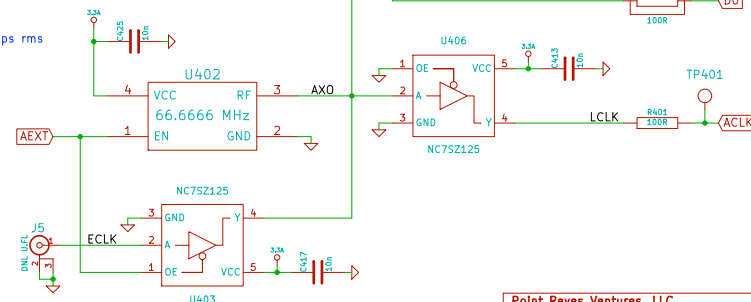 3.3A
C425
10n
ps rms
U402
4 VCC RF 3
66.6666 MHz
1 EN GND 2
AEXT
AXO
U406
1 OE VCC 5
2 A
3 GND Y 4
NC7SZ125
3.3A
C413
10n
100R
TP401
LCLK
R401
100R
ACLK
NC7SZ125
3 GND Y 4
2 A
1 OE VCC 5
U403
J5
DNL U.FL
1
2
3
ECLK
3.3A
C417
10n
Point Reyes Ventures, LLC